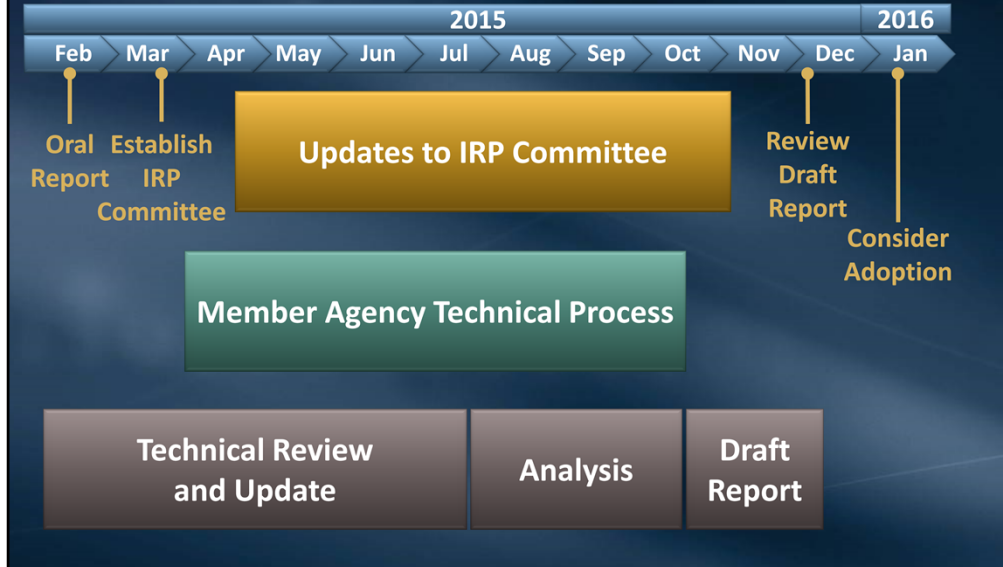 2015 2016
Feb Mar Apr May Jun Jul Aug Sep Oct Nov Dec Jan
Oral
Report
Establish
IRP
Committee
Updates to IRP Committee
Review
Draft
Report
Consider
Adoption
Member Agency Technical Process
Technical Review
and Update
Analysis
Draft
Report